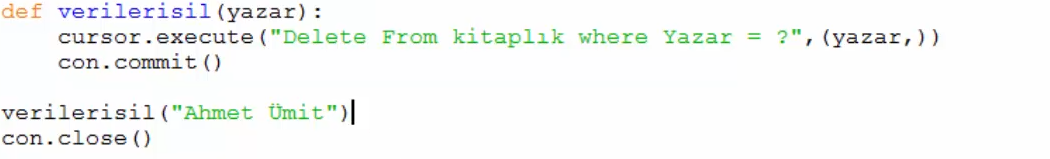 def verilerisil(yazar):
    cursor.execute("Delete From kitaplık where Yazar = ?",(yazar,))
    con.commit()

verilerisil("Ahmet Ümit")
con.close()